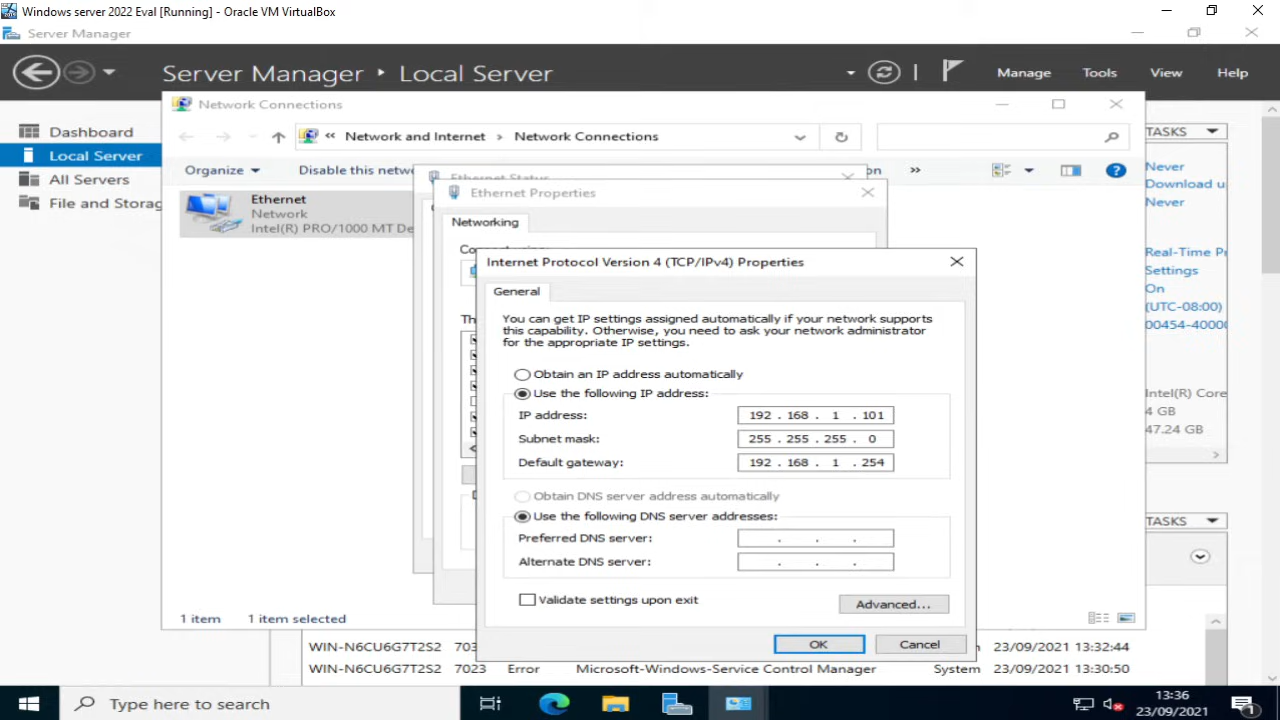 Windows server 2022 Eval [Running] - Oracle VM VirtualBox
Server Manager
Server Manager ▸ Local Server
Manage Tools View Help
Dashboard
Local Server
All Servers
File and Storag
Network Connections
« Network and Internet › Network Connections
Organize
Disable this netwo
on »
Ethernet
Network
Intel(R) PRO/1000 MT De
Ethernet Status
Ethernet Properties
Networking
Internet Protocol Version 4 (TCP/IPv4) Properties
General
You can get IP settings assigned automatically if your network supports
this capability. Otherwise, you need to ask your network administrator
for the appropriate IP settings.
Obtain an IP address automatically
Use the following IP address:
IP address: 192 . 168 . 1 . 101
Subnet mask: 255 . 255 . 255 . 0
Default gateway: 192 . 168 . 1 . 254
Obtain DNS server address automatically
Use the following DNS server addresses:
Preferred DNS server: . . .
Alternate DNS server: . . .
Validate settings upon exit
Advanced...
OK Cancel
TASKS
Never
Download u
Never
Real-Time Pr
Settings
On
(UTC-08:00)
00454-40000
Intel(R) Core
4 GB
47.24 GB
TASKS
1 item 1 item selected
WIN-N6CU6G7T2S2 703 23/09/2021 13:32:44
WIN-N6CU6G7T2S2 7023 Error Microsoft-Windows-Service Control Manager System 23/09/2021 13:30:50
Type here to search
13:36
23/09/2021
1